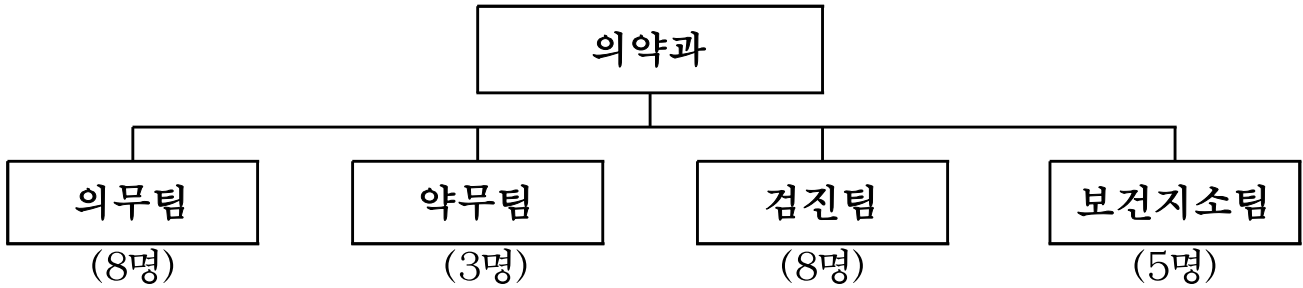 의약과
의무팀 약무팀 검진팀 보건지소팀
(8명) (3명) (8명) (5명)